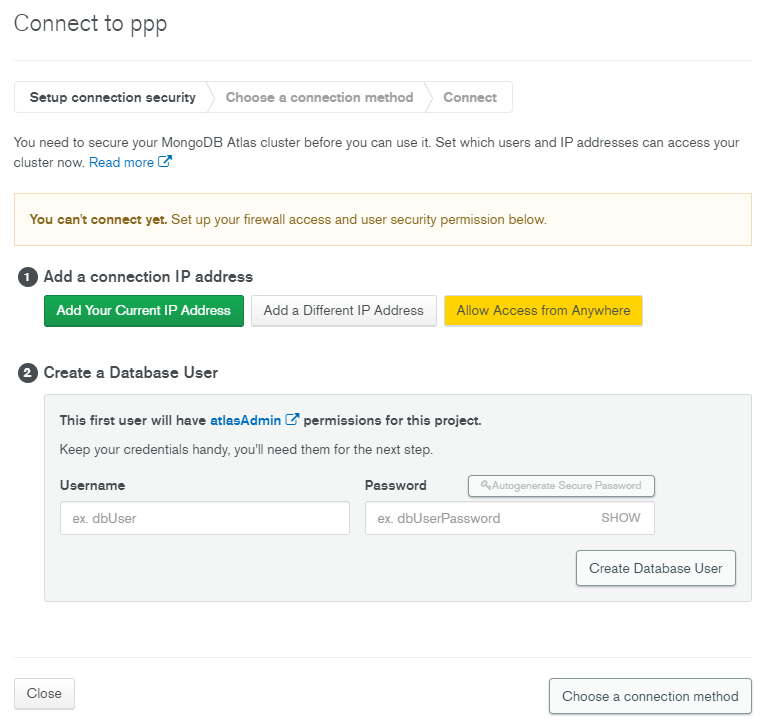 Connect to ppp
Setup connection security
Choose a connection method
Connect
You need to secure your MongoDB Atlas cluster before you can use it. Set which users and IP addresses can access your
cluster now. Read more
You can't connect yet. Set up your firewall access and user security permission below.
1 Add a connection IP address
Add Your Current IP Address
Add a Different IP Address
Allow Access from Anywhere
2 Create a Database User
This first user will have atlasAdmin permissions for this project.
Keep your credentials handy, you'll need them for the next step.
Username
Password
Autogenerate Secure Password
ex. dbUser
ex. dbUserPassword
SHOW
Create Database User
Close
Choose a connection method